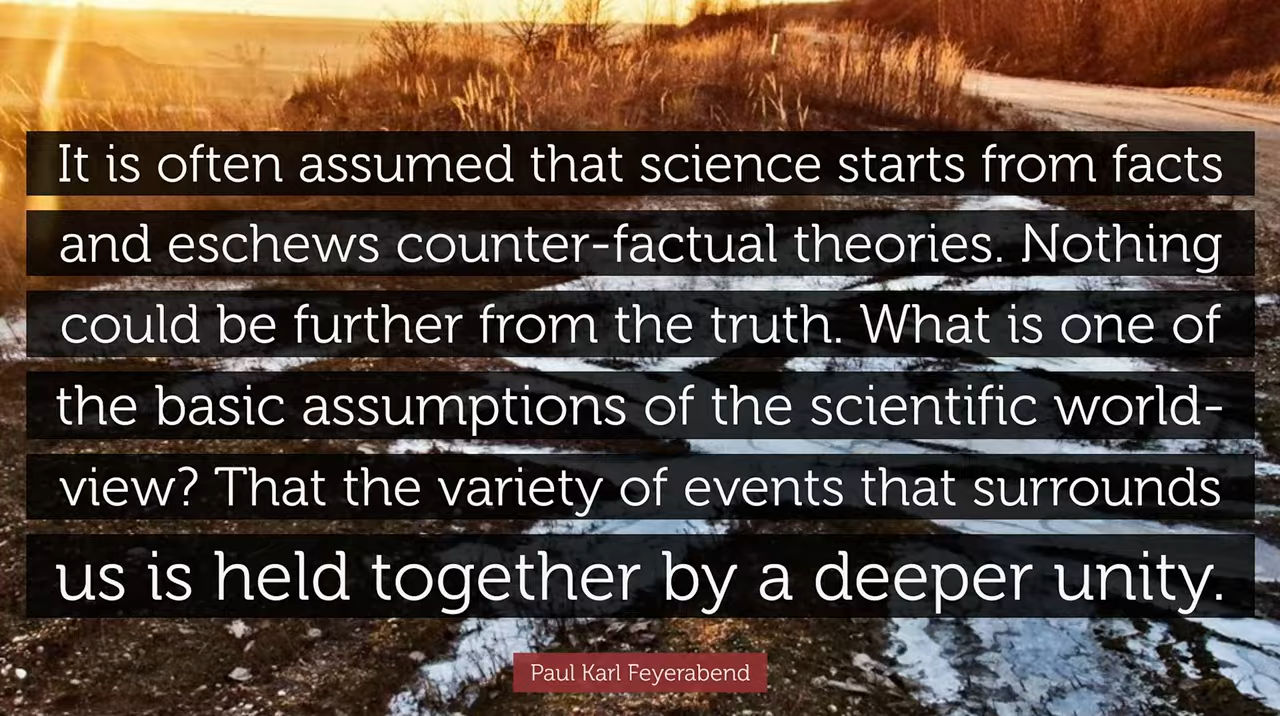 It is often assumed that science starts from facts
and eschews counter-factual theories. Nothing
could be further from the truth. What is one of
the basic assumptions of the scientific world-
view? That the variety of events that surrounds
us is held together by a deeper unity.
Paul Karl Feyerabend